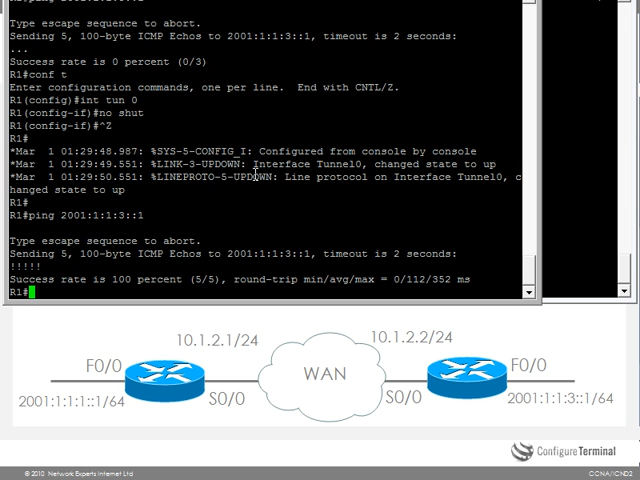 Type escape sequence to abort.
Sending 5, 100-byte ICMP Echos to 2001:1:1:3::1, timeout is 2 seconds:
...
Success rate is 0 percent (0/3)
R1#conf t
Enter configuration commands, one per line.  End with CNTL/Z.
R1(config)#int tun 0
R1(config-if)#no shut
R1(config-if)#^Z
R1#
*Mar  1 01:29:48.987: %SYS-5-CONFIG_I: Configured from console by console
*Mar  1 01:29:49.551: %LINK-3-UPDOWN: Interface Tunnel0, changed state to up
*Mar  1 01:29:50.551: %LINEPROTO-5-UPDOWN: Line protocol on Interface Tunnel0, c
hanged state to up
R1#
R1#ping 2001:1:1:3::1
Type escape sequence to abort.
Sending 5, 100-byte ICMP Echos to 2001:1:1:3::1, timeout is 2 seconds:
!!!!!
Success rate is 100 percent (5/5), round-trip min/avg/max = 0/112/352 ms
R1#
10.1.2.1/24
10.1.2.2/24
F0/0
WAN
F0/0
2001:1:1:1::1/64
S0/0
S0/0
2001:1:1:3::1/64
ConfigureTerminal
© 2010 Network Experts Internet Ltd
CCNA/ICND2